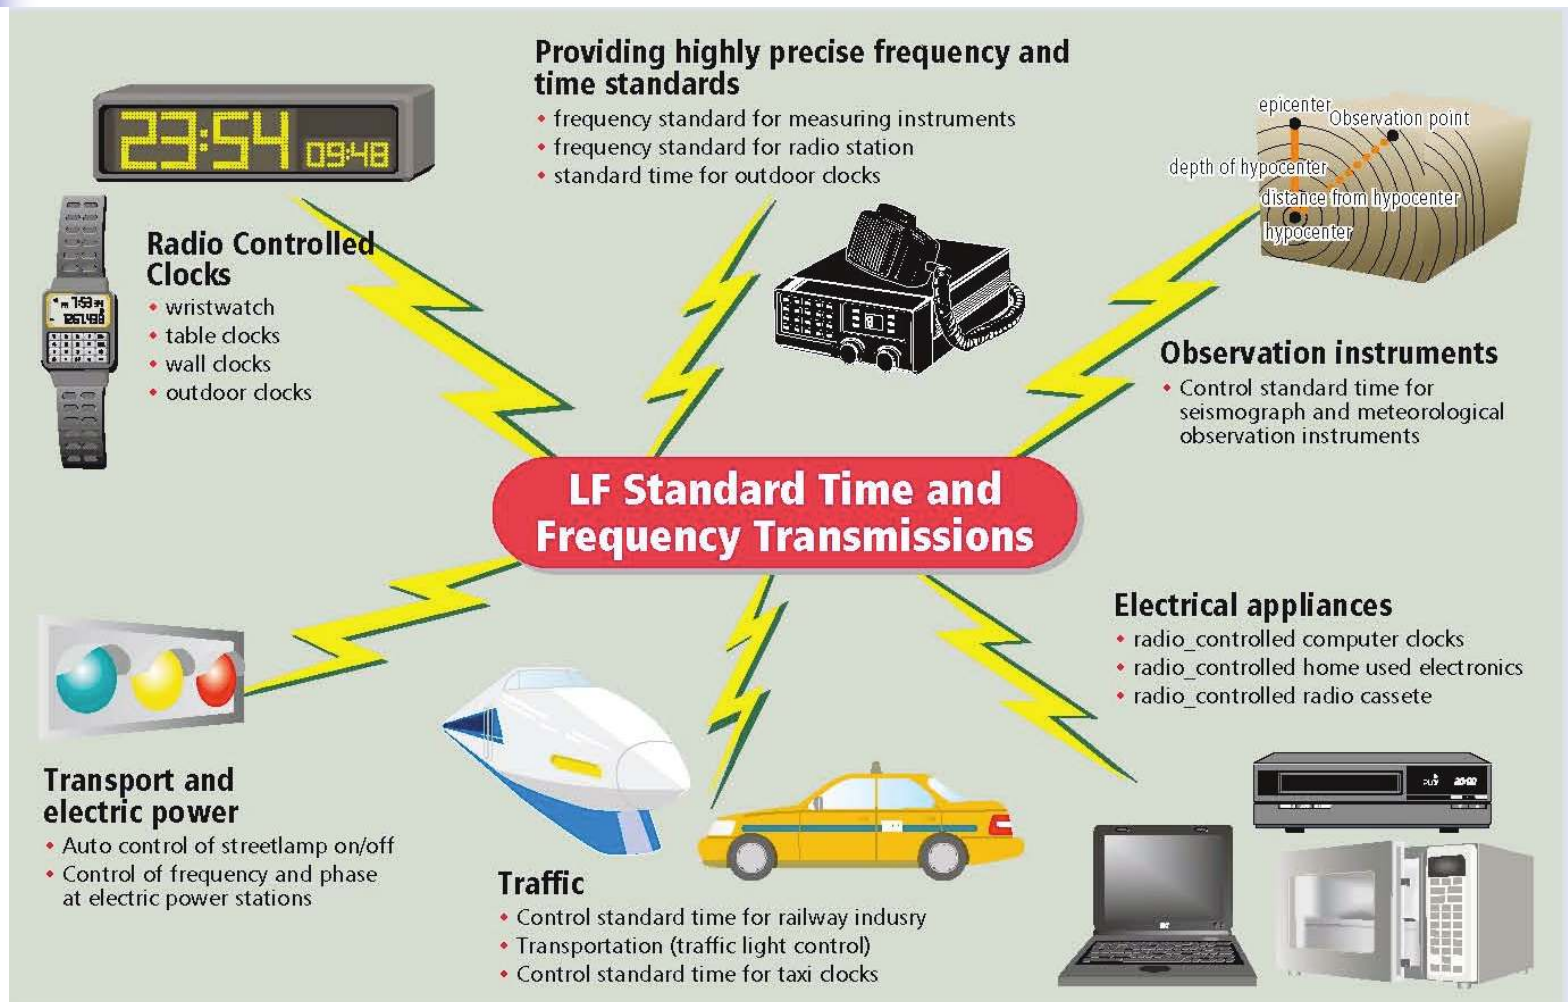 Providing highly precise frequency and
time standards
• frequency standard for measuring instruments
• frequency standard for radio station
• standard time for outdoor clocks
23:54 09:48
Radio Controlled
Clocks
• wristwatch
• table clocks
• wall clocks
• outdoor clocks
epicenter
Observation point
depth of hypocenter
distance from hypocenter
hypocenter
Observation instruments
• Control standard time for
seismograph and meteorological
observation instruments
LF Standard Time and
Frequency Transmissions
Electrical appliances
• radio_controlled computer clocks
• radio_controlled home used electronics
• radio_controlled radio cassete
PLAY 20:00
Transport and
electric power
• Auto control of streetlamp on/off
• Control of frequency and phase
at electric power stations
Traffic
• Control standard time for railway indusry
• Transportation (traffic light control)
• Control standard time for taxi clocks